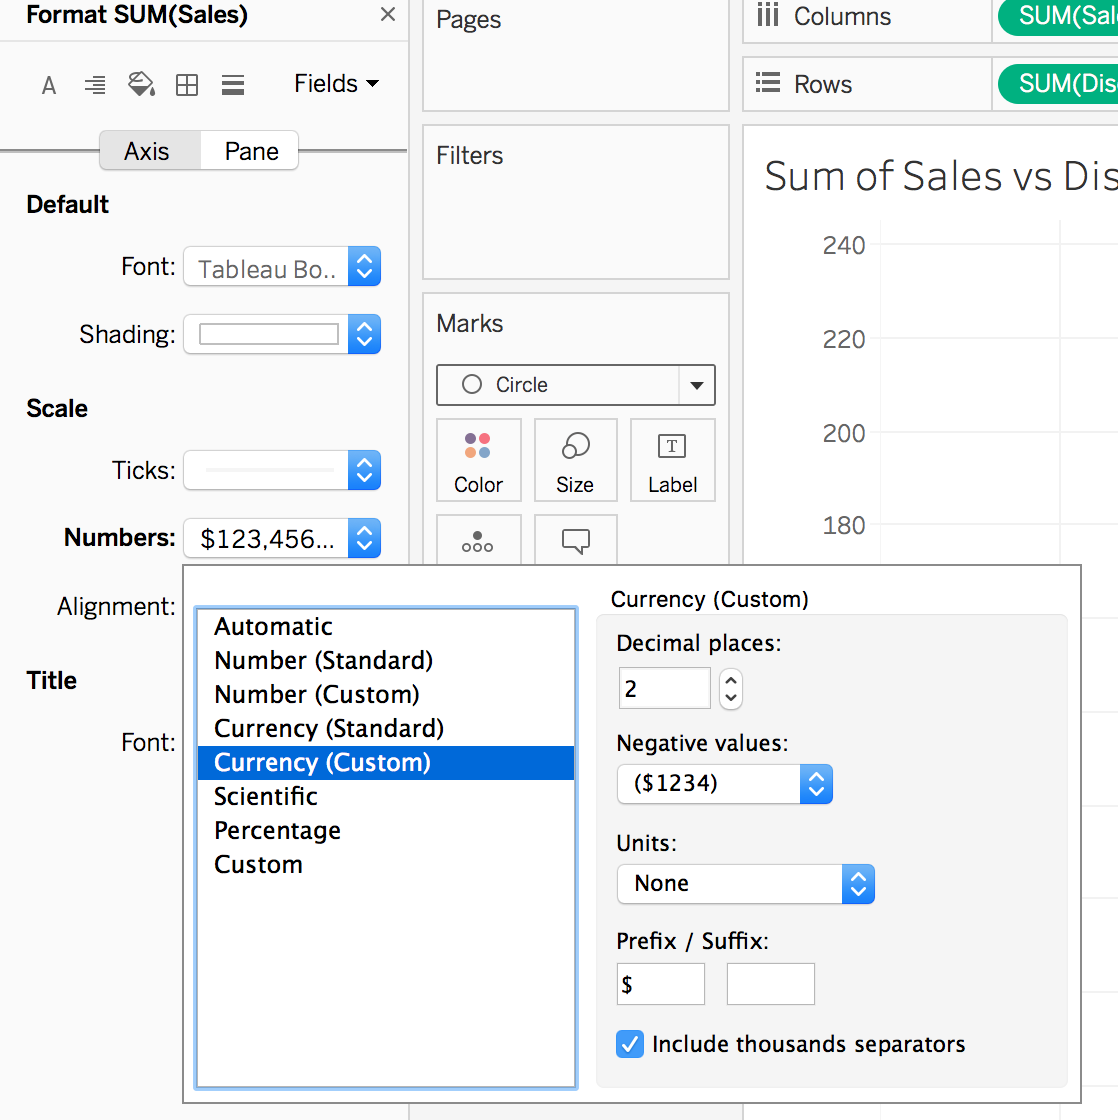 Format SUM(Sales)
Fields
Axis
Pane
Default
Font:
Tableau Bo..
Shading:
Scale
Ticks:
Numbers:
$123,456...
Alignment:
Title
Font:
Pages
Filters
Marks
Circle
Color
Size
T
Label
Columns
SUM(Sal
Rows
SUM(Dis
Sum of Sales vs Dis
240
220
200
180
Automatic
Number (Standard)
Number (Custom)
Currency (Standard)
Currency (Custom)
Scientific
Percentage
Custom
Currency (Custom)
Decimal places:
2
Negative values:
($1234)
Units:
None
Prefix / Suffix:
$
Include thousands separators